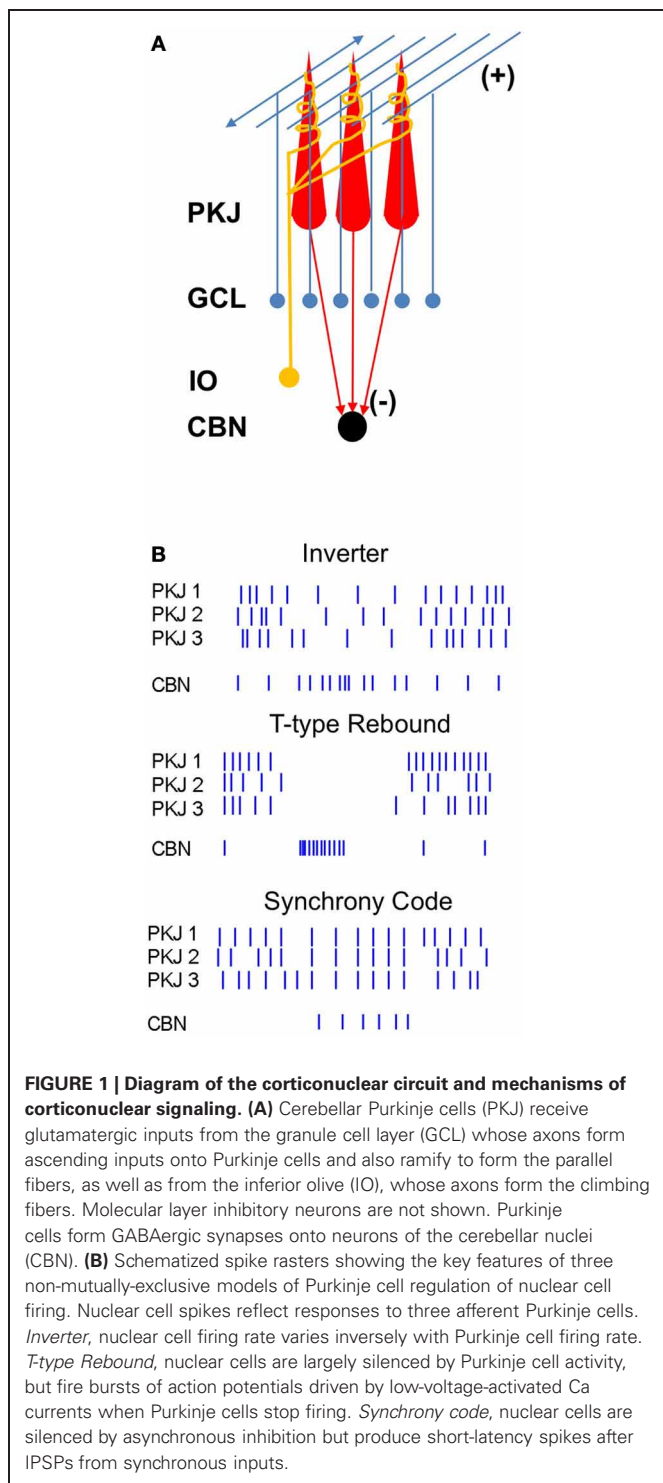 A
(+)
PKJ
GCL
IO
(-)
CBN
B
Inverter
PKJ 1
PKJ 2
PKJ 3
CBN
T-type Rebound
PKJ 1
PKJ 2
PKJ 3
CBN
Synchrony Code
PKJ 1
PKJ 2
PKJ 3
CBN
FIGURE 1 | Diagram of the corticonuclear circuit and mechanisms of
corticonuclear signaling. (A) Cerebellar Purkinje cells (PKJ) receive
glutamatergic inputs from the granule cell layer (GCL) whose axons form
ascending inputs onto Purkinje cells and also ramify to form the parallel
fibers, as well as from the inferior olive (IO), whose axons form the climbing
fibers. Molecular layer inhibitory neurons are not shown. Purkinje
cells form GABAergic synapses onto neurons of the cerebellar nuclei
(CBN). (B) Schematized spike rasters showing the key features of three
non-mutually-exclusive models of Purkinje cell regulation of nuclear cell
firing. Nuclear cell spikes reflect responses to three afferent Purkinje cells.
Inverter, nuclear cell firing rate varies inversely with Purkinje cell firing rate.
T-type Rebound, nuclear cells are largely silenced by Purkinje cell activity,
but fire bursts of action potentials driven by low-voltage-activated Ca
currents when Purkinje cells stop firing. Synchrony code, nuclear cells are
silenced by asynchronous inhibition but produce short-latency spikes after
IPSPs from synchronous inputs.